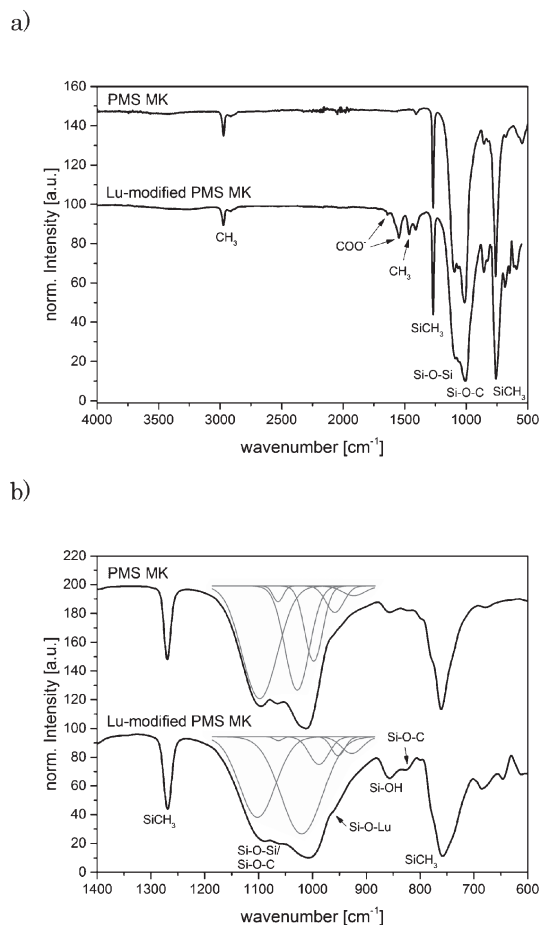 a)
norm. Intensity [a.u.]
160
140
120
100
80
60
40
20
0
PMS MK
Lu-modified PMS MK
CH₃
COO⁻
CH₃
SiCH₃
Si-O-Si
Si-O-C
SiCH₃
4000 3500 3000 2500 2000 1500 1000 500
wavenumber [cm⁻¹]
b)
norm. Intensity [a.u.]
220
200
180
160
140
120
100
80
60
40
20
0
PMS MK
Lu-modified PMS MK
SiCH₃
Si-O-Si/
Si-O-C
Si-O-Lu
Si-OH
Si-O-C
SiCH₃
1400 1300 1200 1100 1000 900 800 700 600
wavenumber [cm⁻¹]